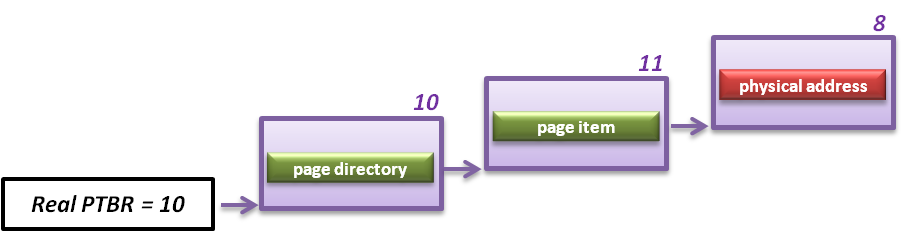 Real PTBR = 10
10
page directory
11
page item
8
physical address